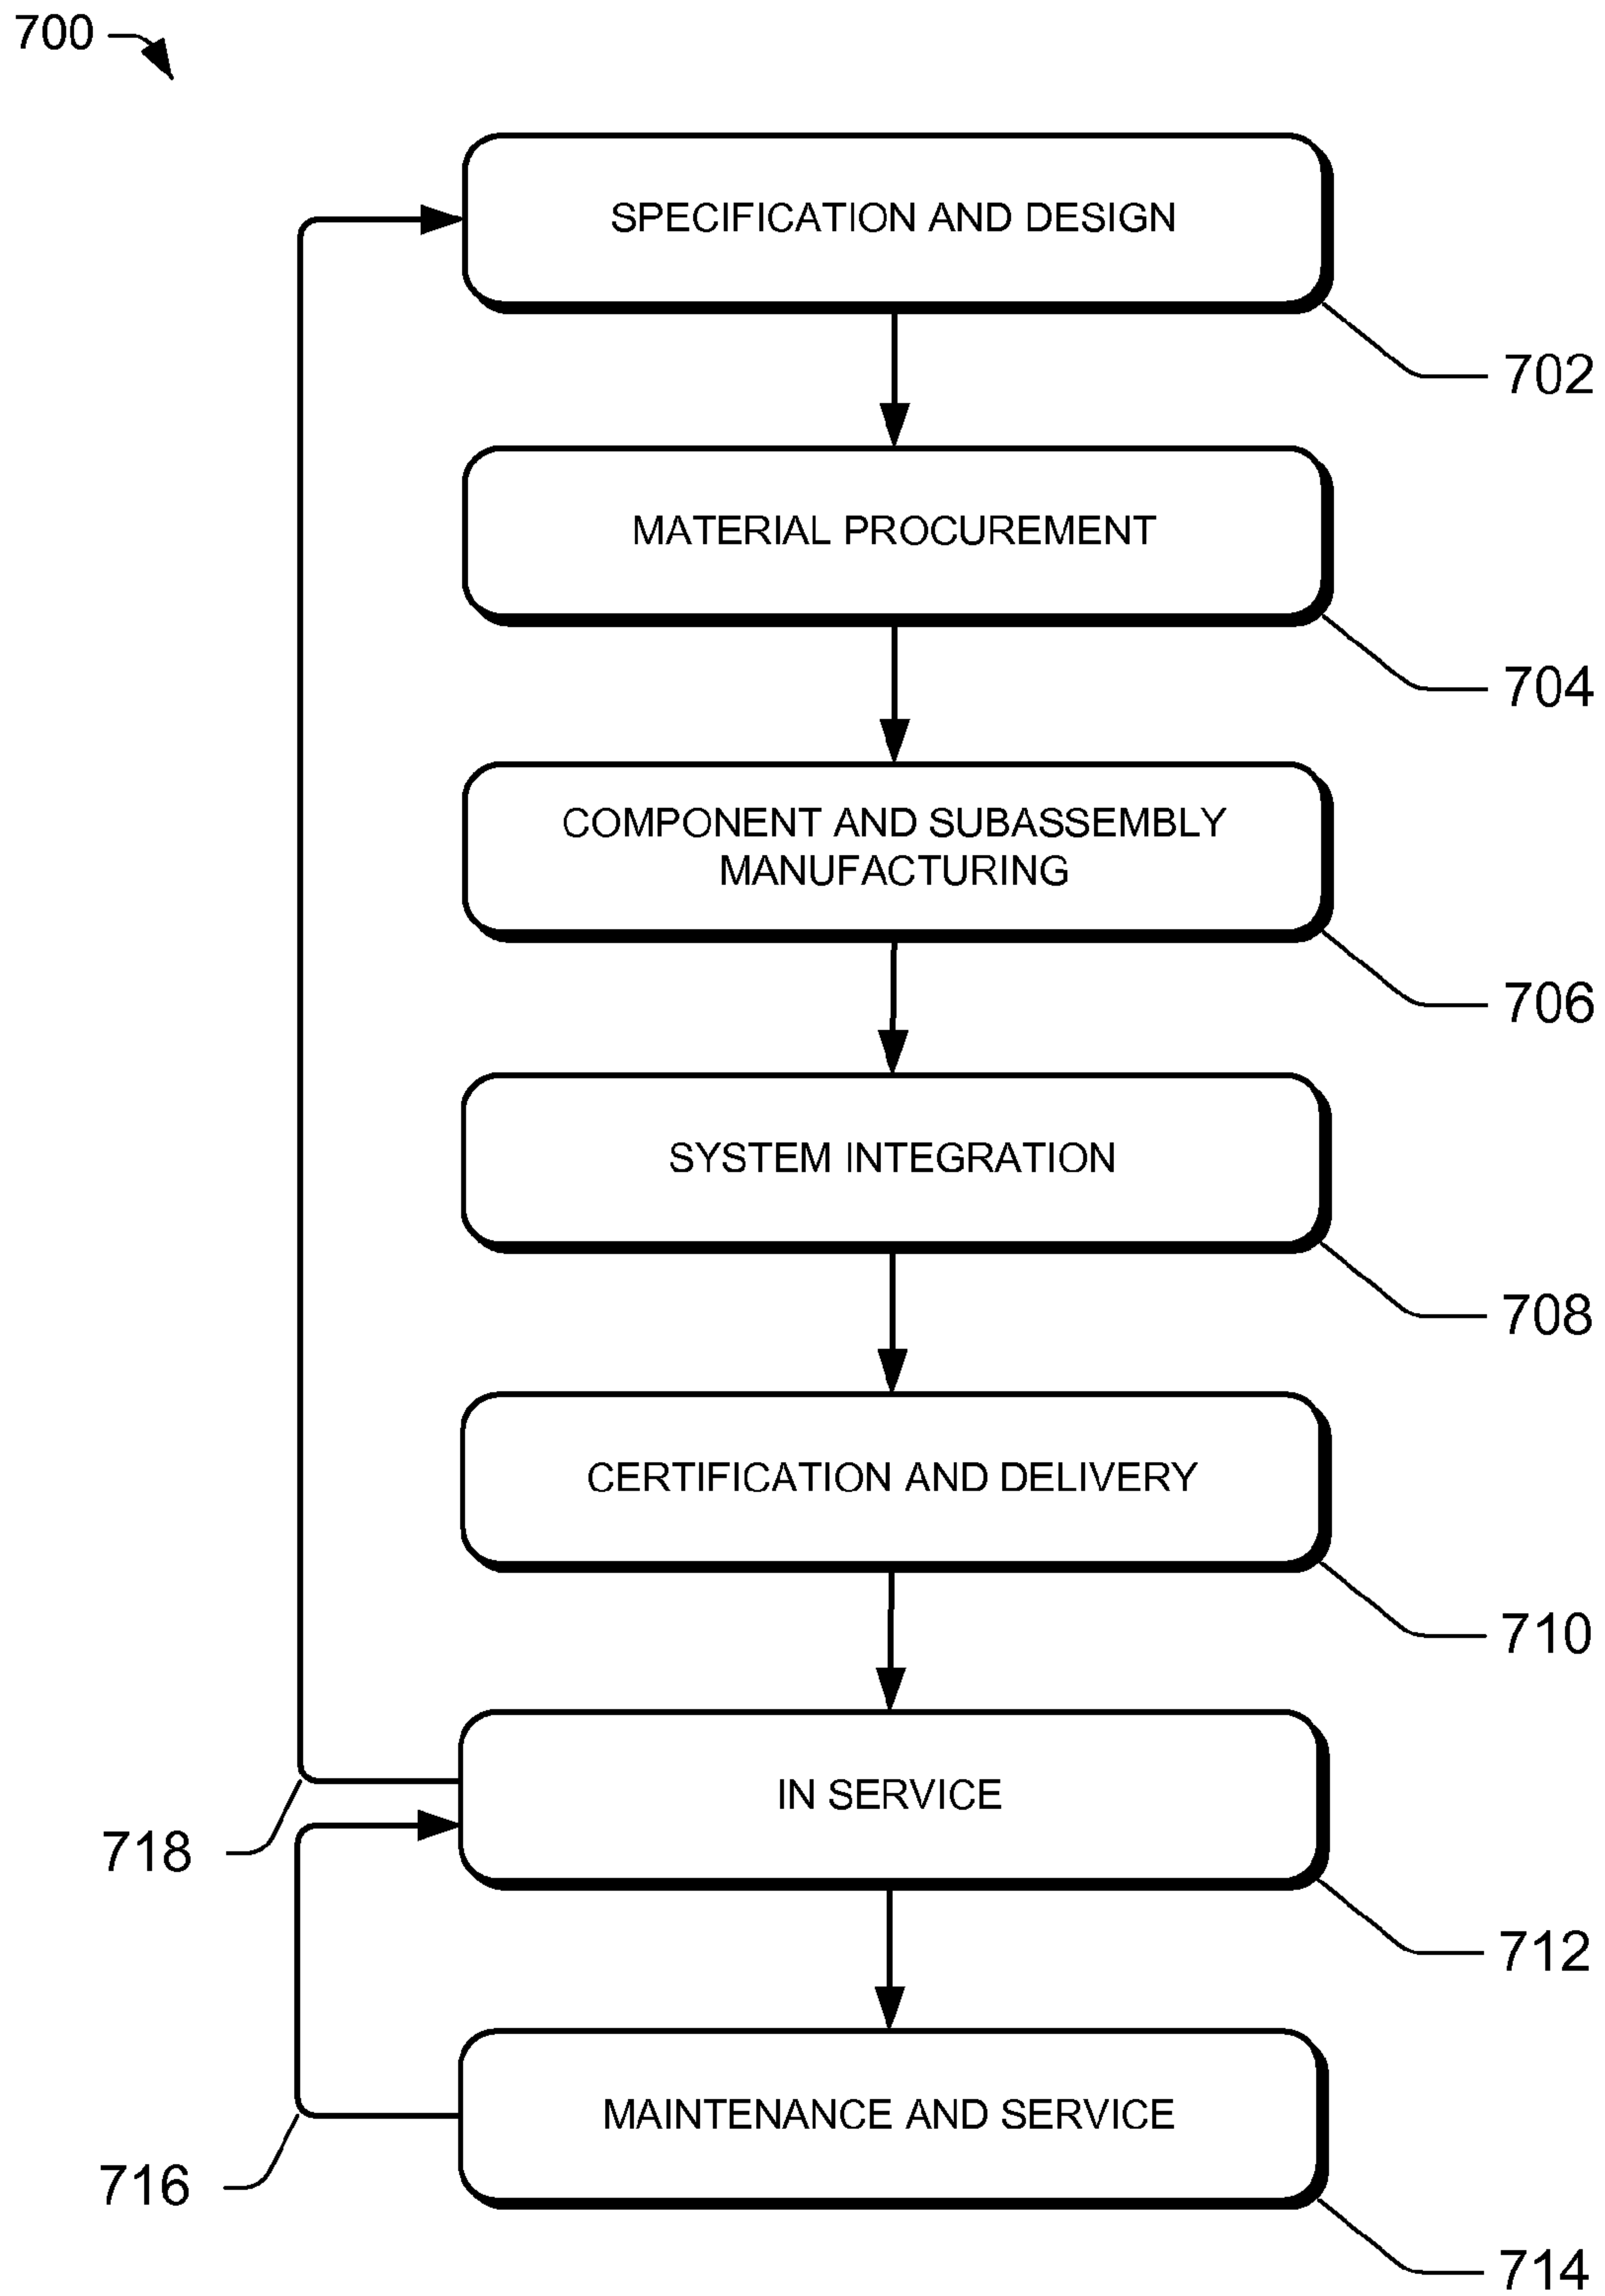 700
SPECIFICATION AND DESIGN
702
MATERIAL PROCUREMENT
704
COMPONENT AND SUBASSEMBLY
MANUFACTURING
706
SYSTEM INTEGRATION
708
CERTIFICATION AND DELIVERY
710
IN SERVICE
718
712
MAINTENANCE AND SERVICE
716
714